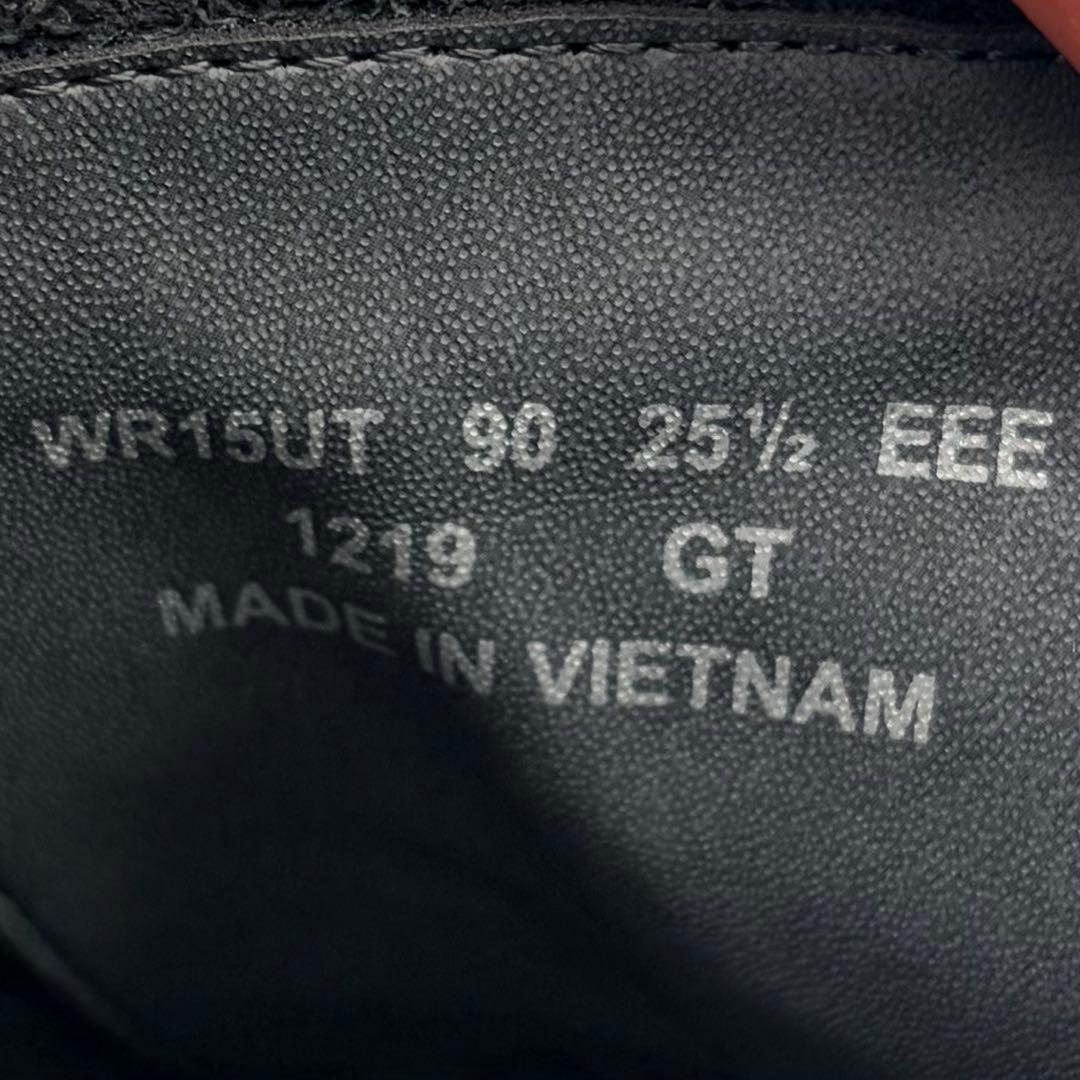 WR15UT 90 25½ EEE
1219 GT
MADE IN VIETNAM